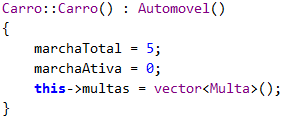 Carro::Carro() : Automovel()
{
    marchaTotal = 5;
    marchaAtiva = 0;
    this->multas = vector<Multa>();
}